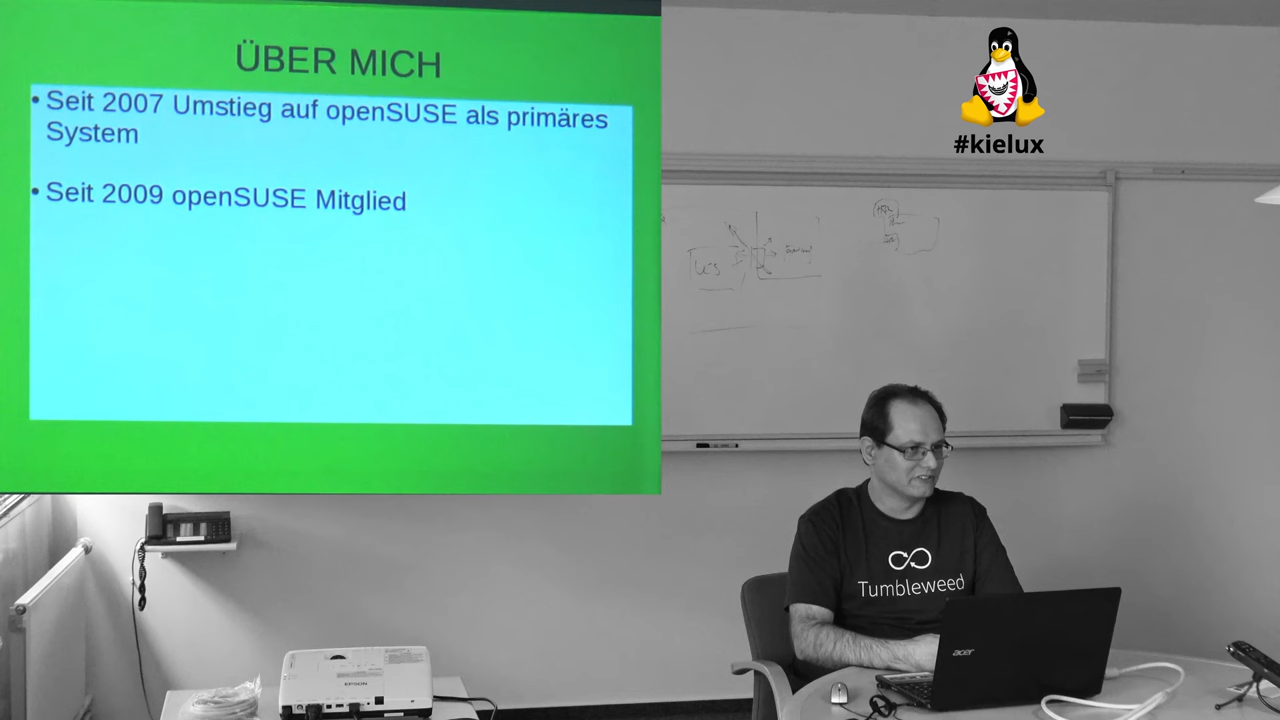 ÜBER MICH
• Seit 2007 Umstieg auf openSUSE als primäres
System
• Seit 2009 openSUSE Mitglied
#kielux
Tumbleweed
acer
EPSON